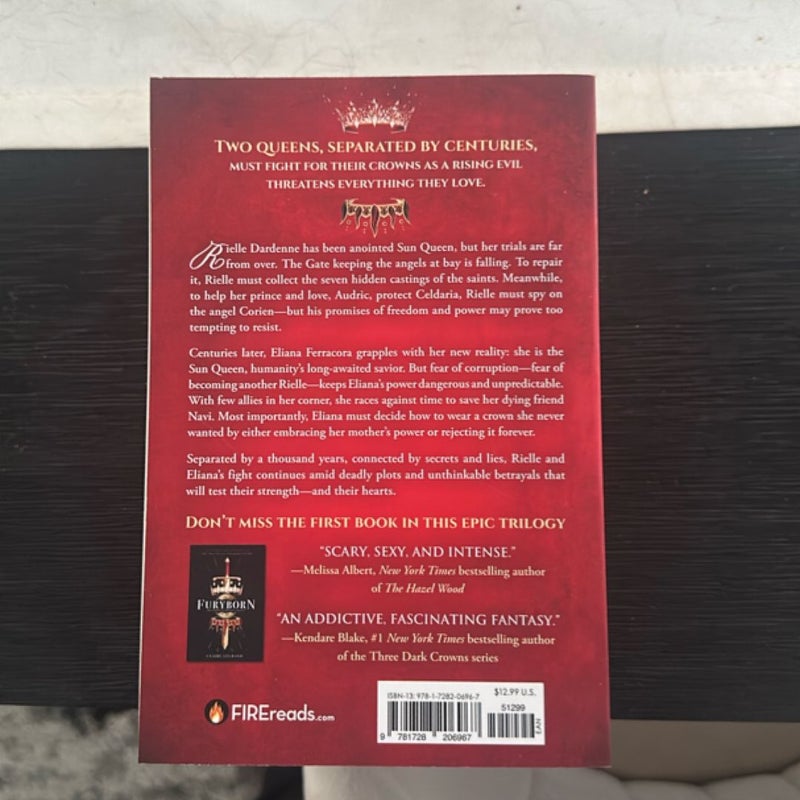 TWO QUEENS, SEPARATED BY CENTURIES,
MUST FIGHT FOR THEIR CROWNS AS A RISING EVIL
THREATENS EVERYTHING THEY LOVE.
Rielle Dardenne has been anointed Sun Queen, but her trials are far
from over. The Gate keeping the angels at bay is falling. To repair
it, Rielle must collect the seven hidden castings of the saints. Meanwhile,
to help her prince and love, Audric, protect Celdaria, Rielle must spy on
the angel Corien—but his promises of freedom and power may prove too
tempting to resist.
Centuries later, Eliana Ferracora grapples with her new reality: she is the
Sun Queen, humanity's long-awaited savior. But fear of corruption—fear of
becoming another Rielle—keeps Eliana's power dangerous and unpredictable.
With few allies in her corner, she races against time to save her dying friend
Navi. Most importantly, Eliana must decide how to wear a crown she never
wanted by either embracing her mother's power or rejecting it forever.
Separated by a thousand years, connected by secrets and lies, Rielle and
Eliana's fight continues amid deadly plots and unthinkable betrayals that
will test their strength—and their hearts.
DON'T MISS THE FIRST BOOK IN THIS EPIC TRILOGY
FURYBORN
"SCARY, SEXY, AND INTENSE."
—Melissa Albert, New York Times bestselling author
of The Hazel Wood
"AN ADDICTIVE, FASCINATING FANTASY."
—Kendare Blake, #1 New York Times bestselling author
of the Three Dark Crowns series
FIREreads.com
ISBN-13: 978-1-7282-0696-7
$12.99 U.S.
51299
EAN
9 781728 206967